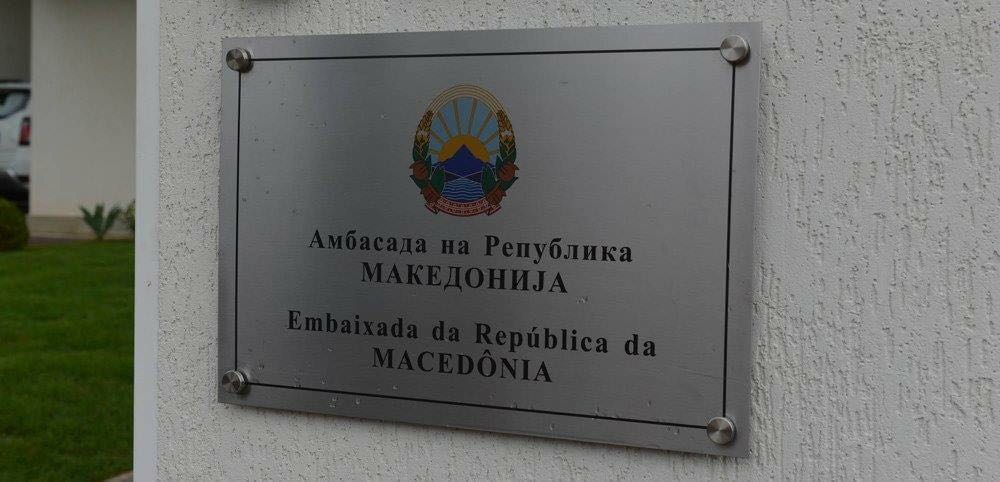 Амбасада на Република
МАКЕДОНИЈА
Embaixada da República da
MACEDÔNIA